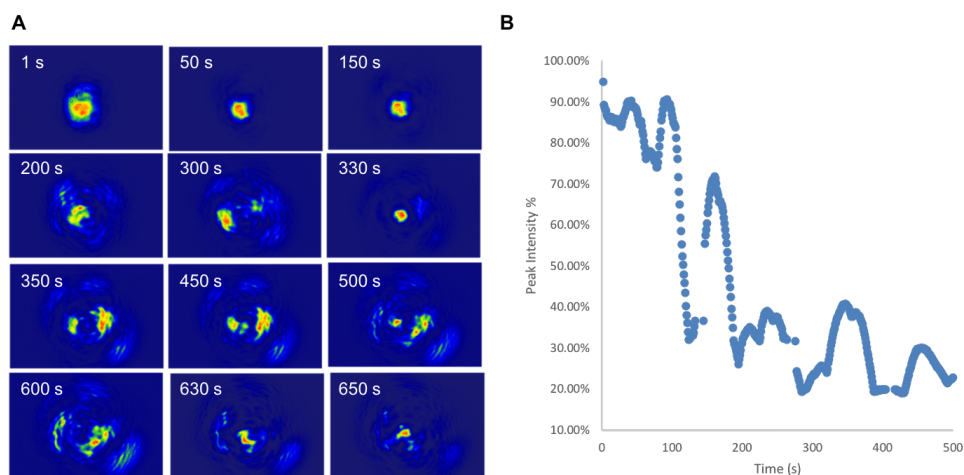 A
1 s
50 s
150 s
200 s
300 s
330 s
350 s
450 s
500 s
600 s
630 s
650 s
B
100.00%
90.00%
80.00%
70.00%
60.00%
50.00%
40.00%
30.00%
20.00%
10.00%
Peak Intensity %
0
100
200
300
400
500
Time (s)